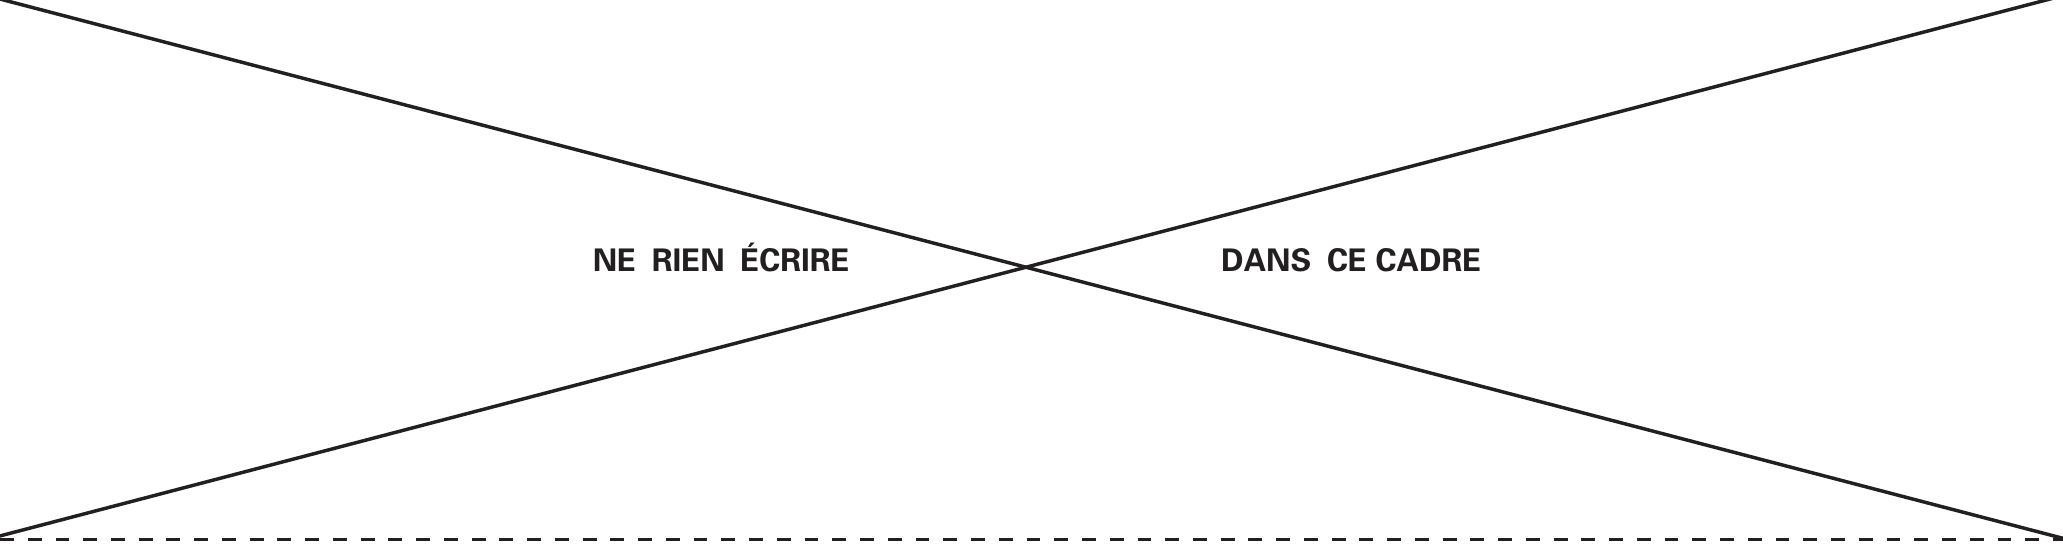 NE RIEN ÉCRIRE DANS CE CADRE